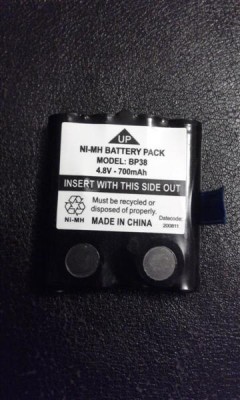 UP
NI-MH BATTERY PACK
MODEL: BP38
4.8V - 700mAh
INSERT WITH THIS SIDE OUT
Must be recycled or
disposed of properly.
NI-MH
MADE IN CHINA
Datecode:
200611